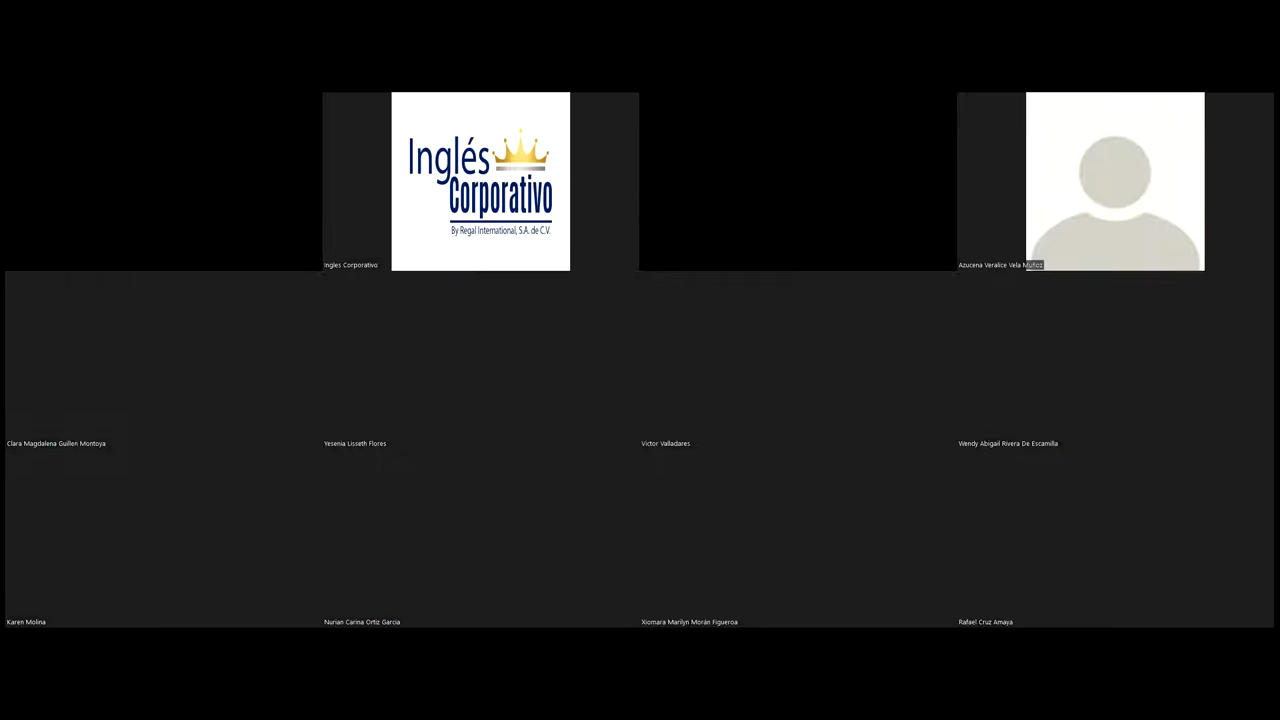 Inglés
Corporativo
By Regal International, S.A. de C.V.
Ingles Corporativo
Azucena Veralice Vela Muñoz
Clara Magdalena Guillen Montoya
Yesenia Lisseth Flores
Victor Valladares
Wendy Abigail Rivera De Escamilla
Karen Molina
Nurian Carina Ortiz Garcia
Xiomara Marilyn Morán Figueroa
Rafael Cruz Amaya